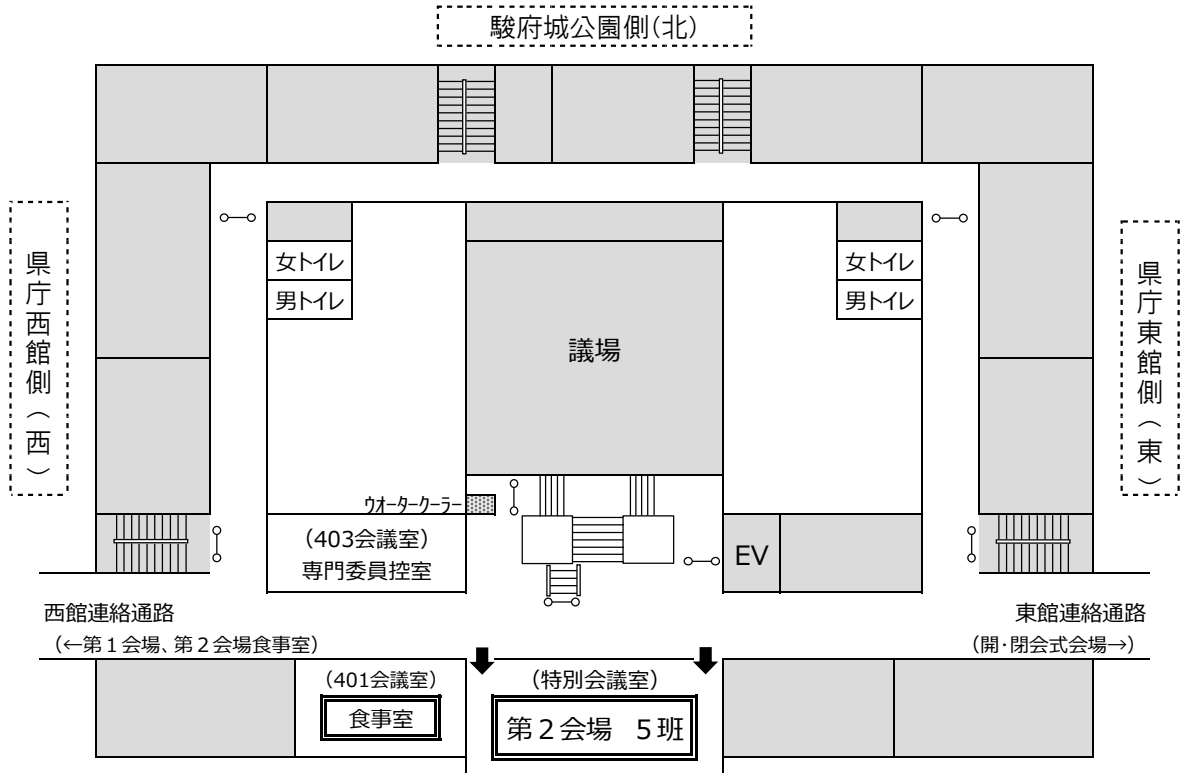 駿府城公園側(北)
県庁西館側(西)
県庁東館側(東)
女トイレ
男トイレ
女トイレ
男トイレ
議場
ウオータークーラー
(403会議室)
専門委員控室
EV
西館連絡通路
(←第1会場、第2会場食事室)
東館連絡通路
(開・閉会式会場→)
(401会議室)
食事室
(特別会議室)
第2会場 5班